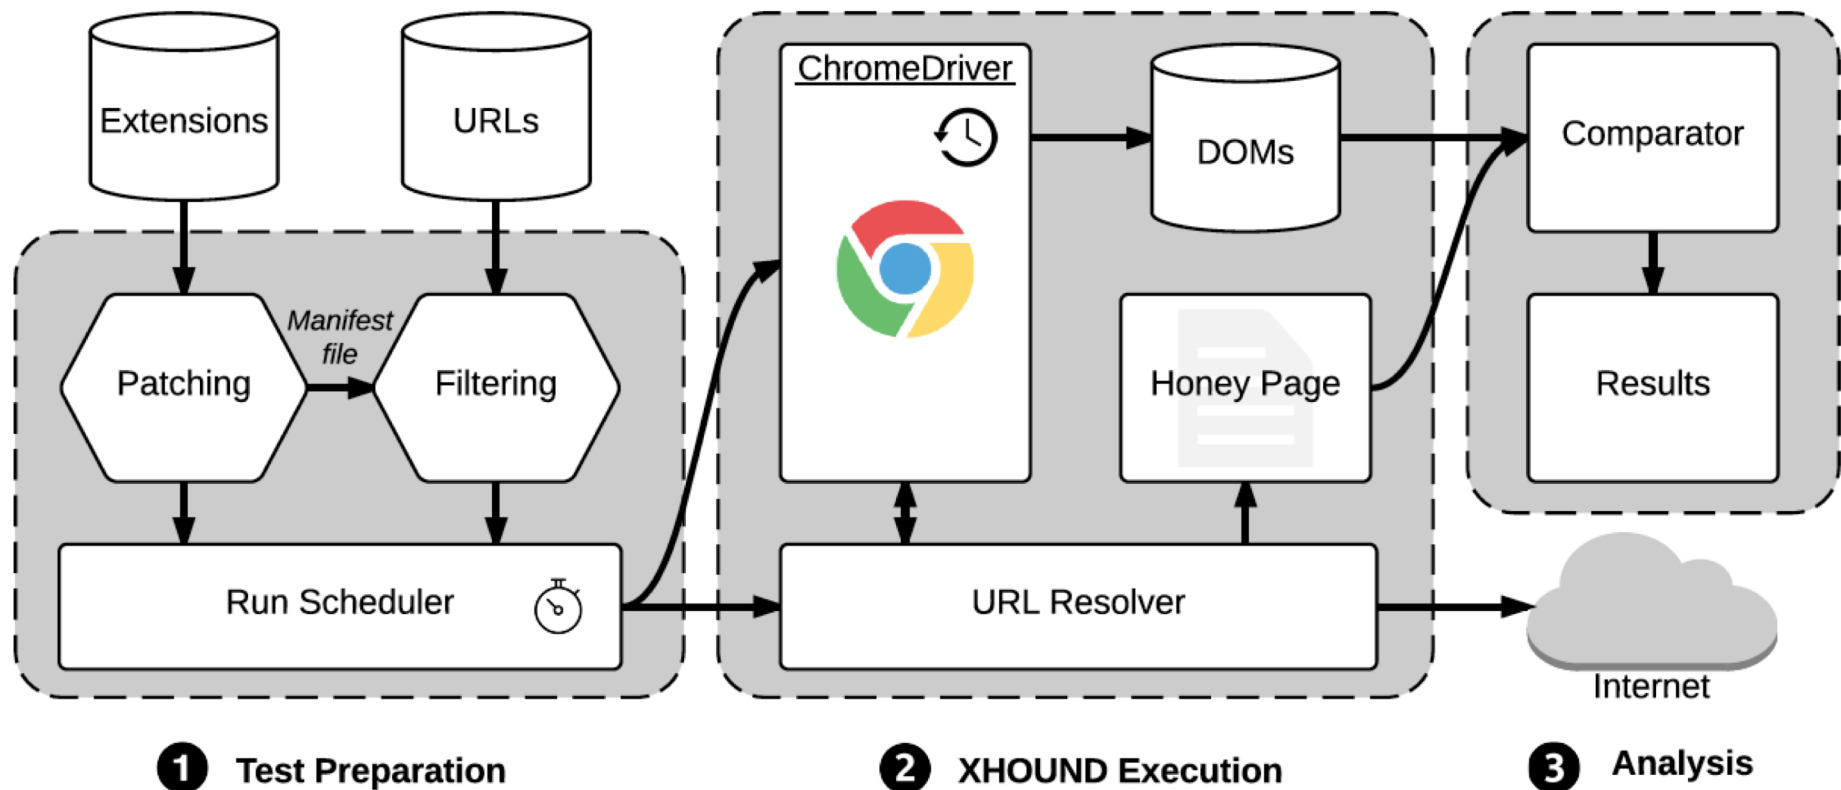 Extensions
URLs
Manifest
file
Patching
Filtering
Run Scheduler
1 Test Preparation
ChromeDriver
DOMs
Honey Page
URL Resolver
2 XHOUND Execution
Comparator
Results
Internet
3 Analysis